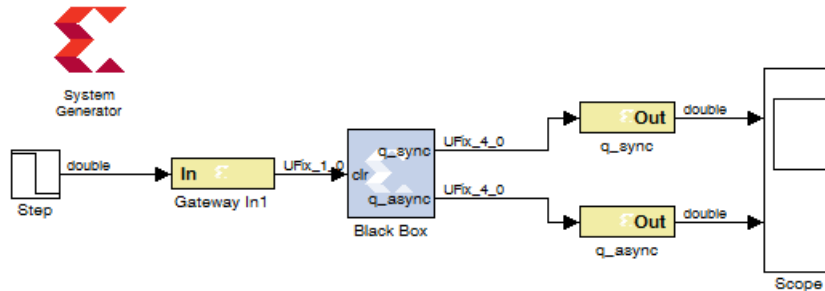 System
Generator
Step
double
In
Gateway In1
UFix_1_0
clr
q_sync
q_async
Black Box
UFix_4_0
UFix_4_0
Out
q_sync
double
Out
q_async
double
Scope